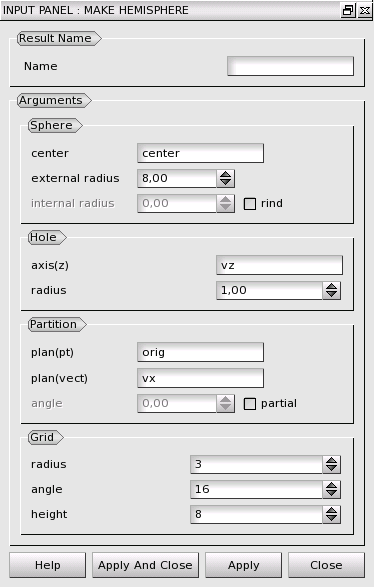 INPUT PANEL : MAKE HEMISPHERE
Result Name
Name
Arguments
Sphere
center center
external radius 8,00
internal radius 0,00 rind
Hole
axis(z) vz
radius 1,00
Partition
plan(pt) orig
plan(vect) vx
angle 0,00 partial
Grid
radius 3
angle 16
height 8
Help Apply And Close Apply Close